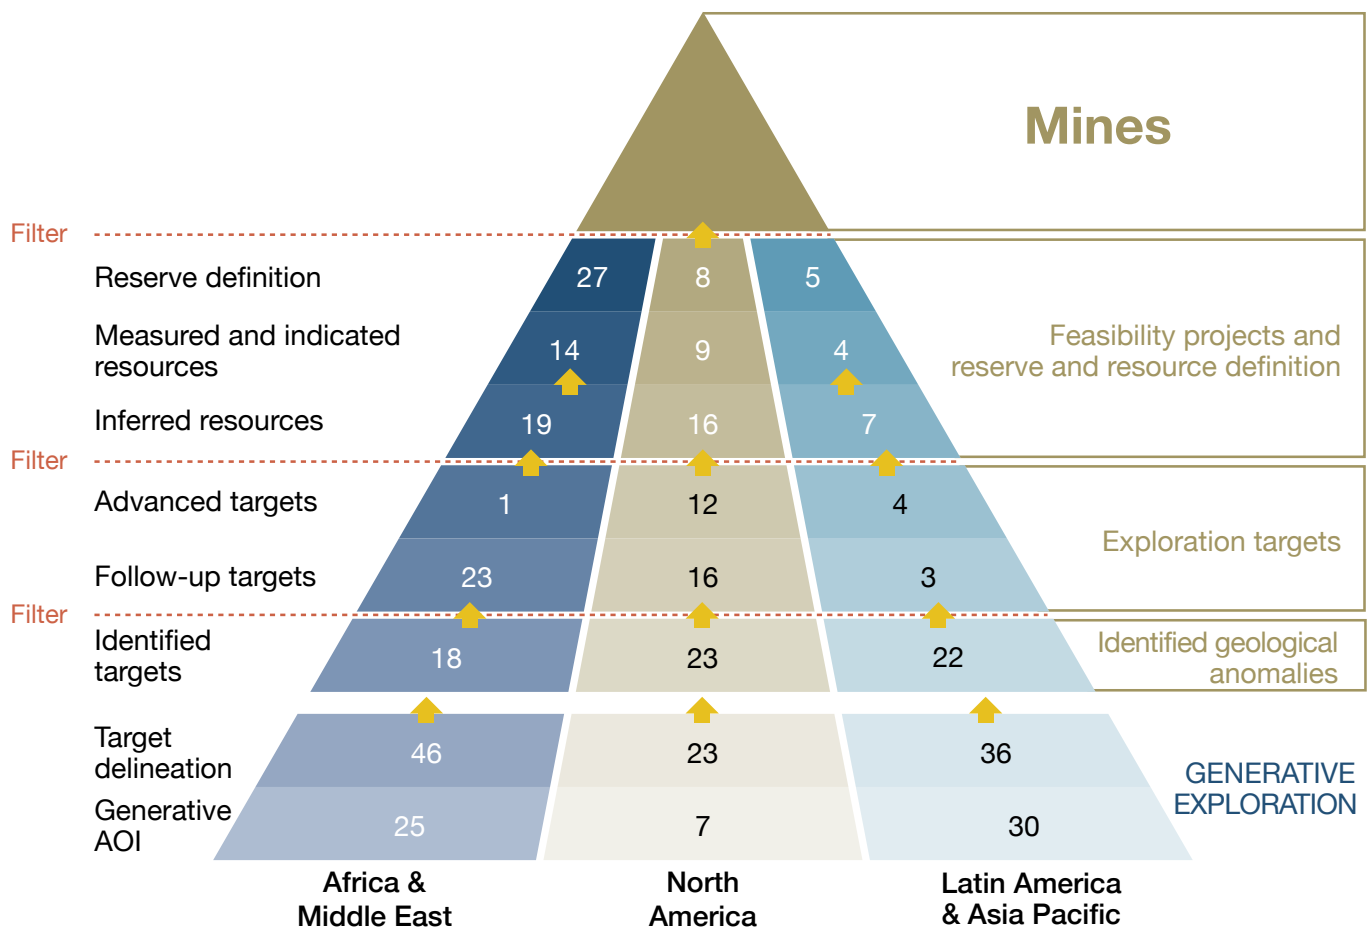 Mines
Filter
Reserve definition
27
8
5
Measured and indicated
resources
14
9
4
Feasibility projects and
reserve and resource definition
Inferred resources
19
16
7
Filter
Advanced targets
1
12
4
Exploration targets
Follow-up targets
23
16
3
Filter
Identified
targets
18
23
22
Identified geological
anomalies
Target
delineation
46
23
36
GENERATIVE
EXPLORATION
Generative
AOI
25
7
30
Africa &
Middle East
North
America
Latin America
& Asia Pacific